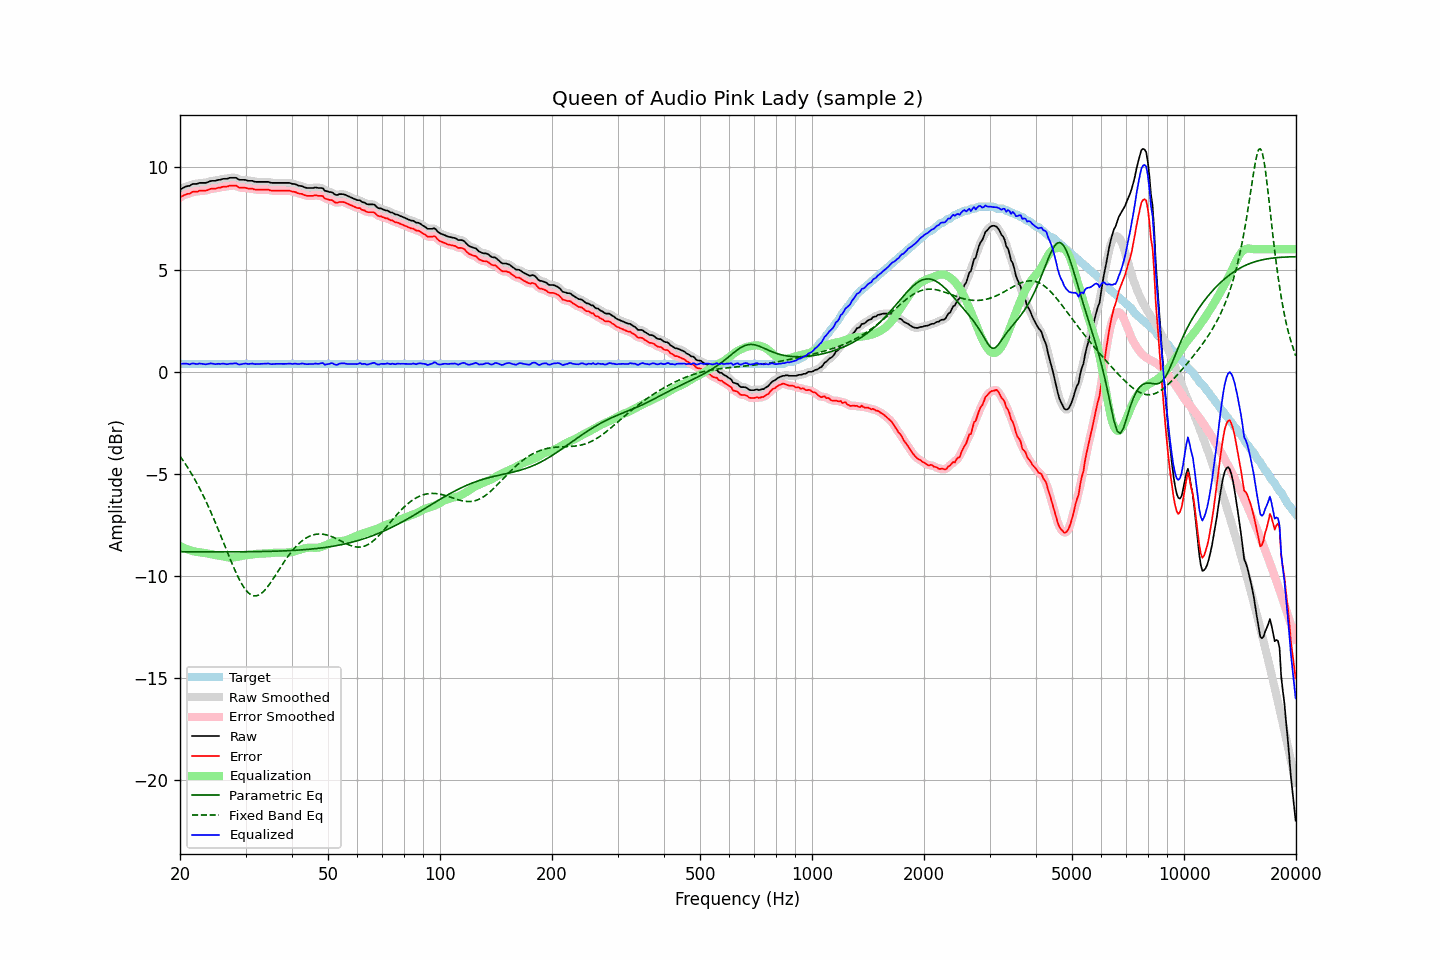 Queen of Audio Pink Lady (sample 2)
Amplitude (dBr)
10
5
0
−5
−10
−15
−20
Target
Raw Smoothed
Error Smoothed
Raw
Error
Equalization
Parametric Eq
Fixed Band Eq
Equalized
20 50 100 200 500 1000 2000 5000 10000 20000
Frequency (Hz)